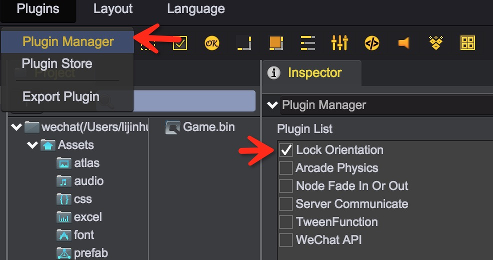 Plugins Layout Language
Plugin Manager
Plugin Store
Export Plugin
OK
Project
Inspector
Plugin Manager
wechat(/Users/lijinhu
Game.bin
Assets
atlas
audio
css
excel
font
prefab
Plugin List
Lock Orientation
Arcade Physics
Node Fade In Or Out
Server Communicate
TweenFunction
WeChat API